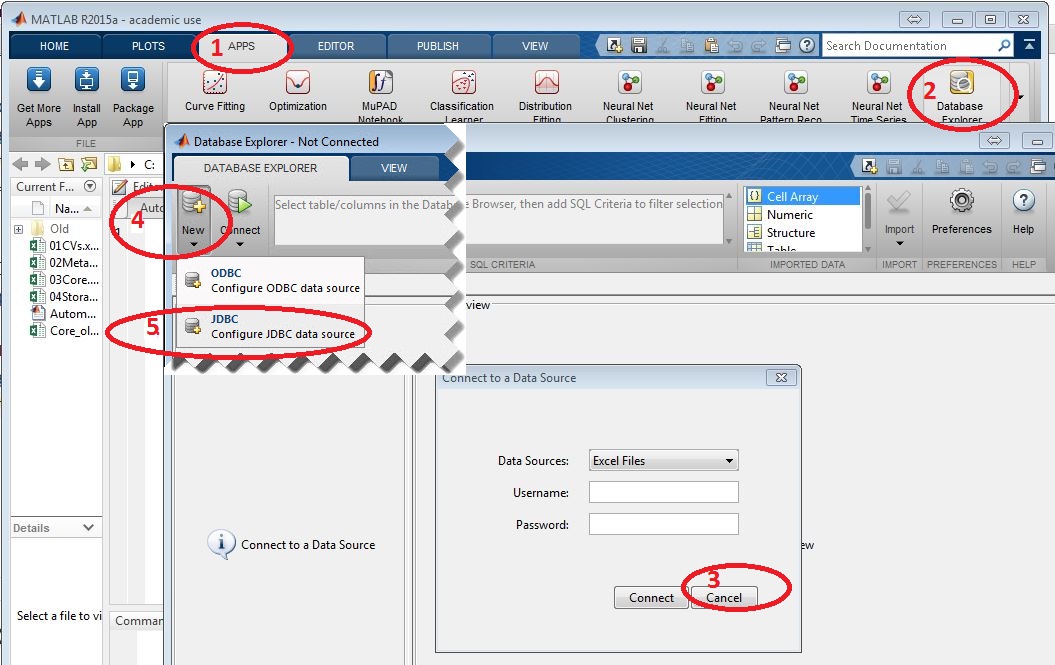 MATLAB R2015a - academic use
HOME PLOTS APPS EDITOR PUBLISH VIEW
1
Search Documentation
Get More Apps
Install App
Package App
Curve Fitting
Optimization
MuPAD Notebook
Classification Learner
Distribution Fitting
Neural Net Clustering
Neural Net Fitting
Neural Net Pattern Reco
Neural Net Time Series
Database Explorer
2
FILE
C:
Current F...
Na...
Old
01CVs.x...
02Meta...
03Core....
04Stora...
Autom...
Core_ol...
Details
Select a file to vi
Edito
Auto
1
Comman
Database Explorer - Not Connected
DATABASE EXPLORER VIEW
4
New
Connect
Select table/columns in the Database Browser, then add SQL Criteria to filter selection
SQL CRITERIA
Cell Array
Numeric
Structure
Table
IMPORTED DATA
Import
IMPORT
Preferences
PREFERENCES
Help
HELP
ODBC
Configure ODBC data source
5
JDBC
Configure JDBC data source
view
Connect to a Data Source
Connect to a Data Source
Data Sources: Excel Files
Username:
Password:
ew
3
Connect Cancel